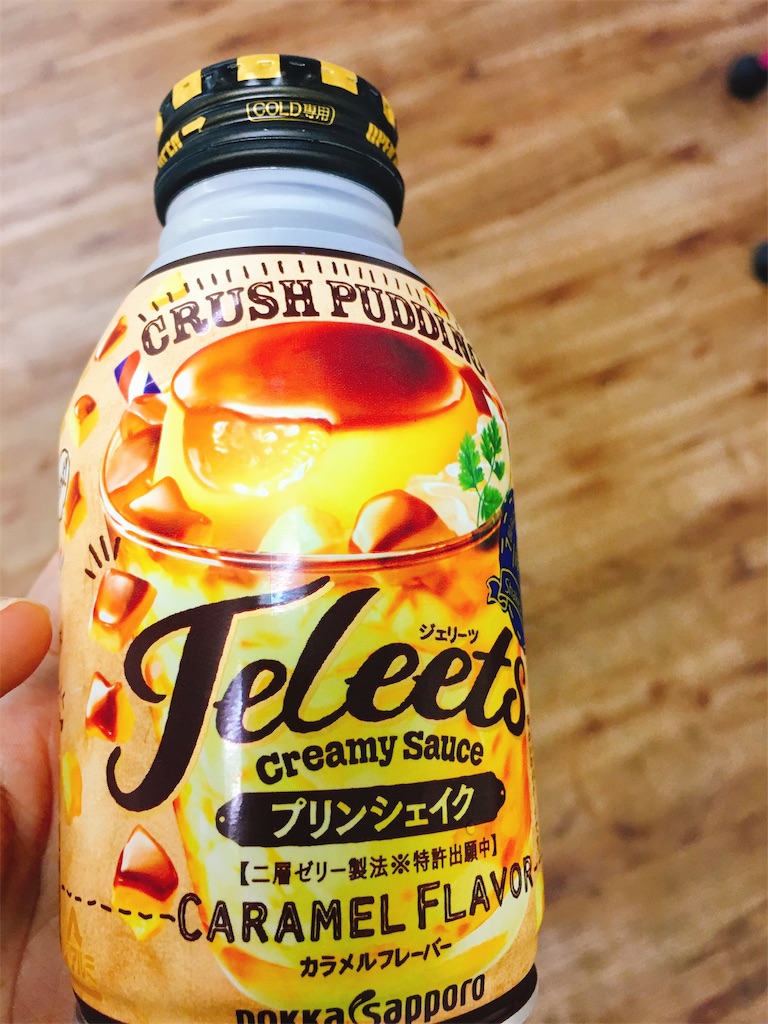 COLD専用
OPEN
CRUSH PUDDING
ジェリーツ
Jeleets
Creamy Sauce
プリンシェイク
【二層ゼリー製法※特許出願中】
CARAMEL FLAVOR
カラメルフレーバー
POKKA sapporo